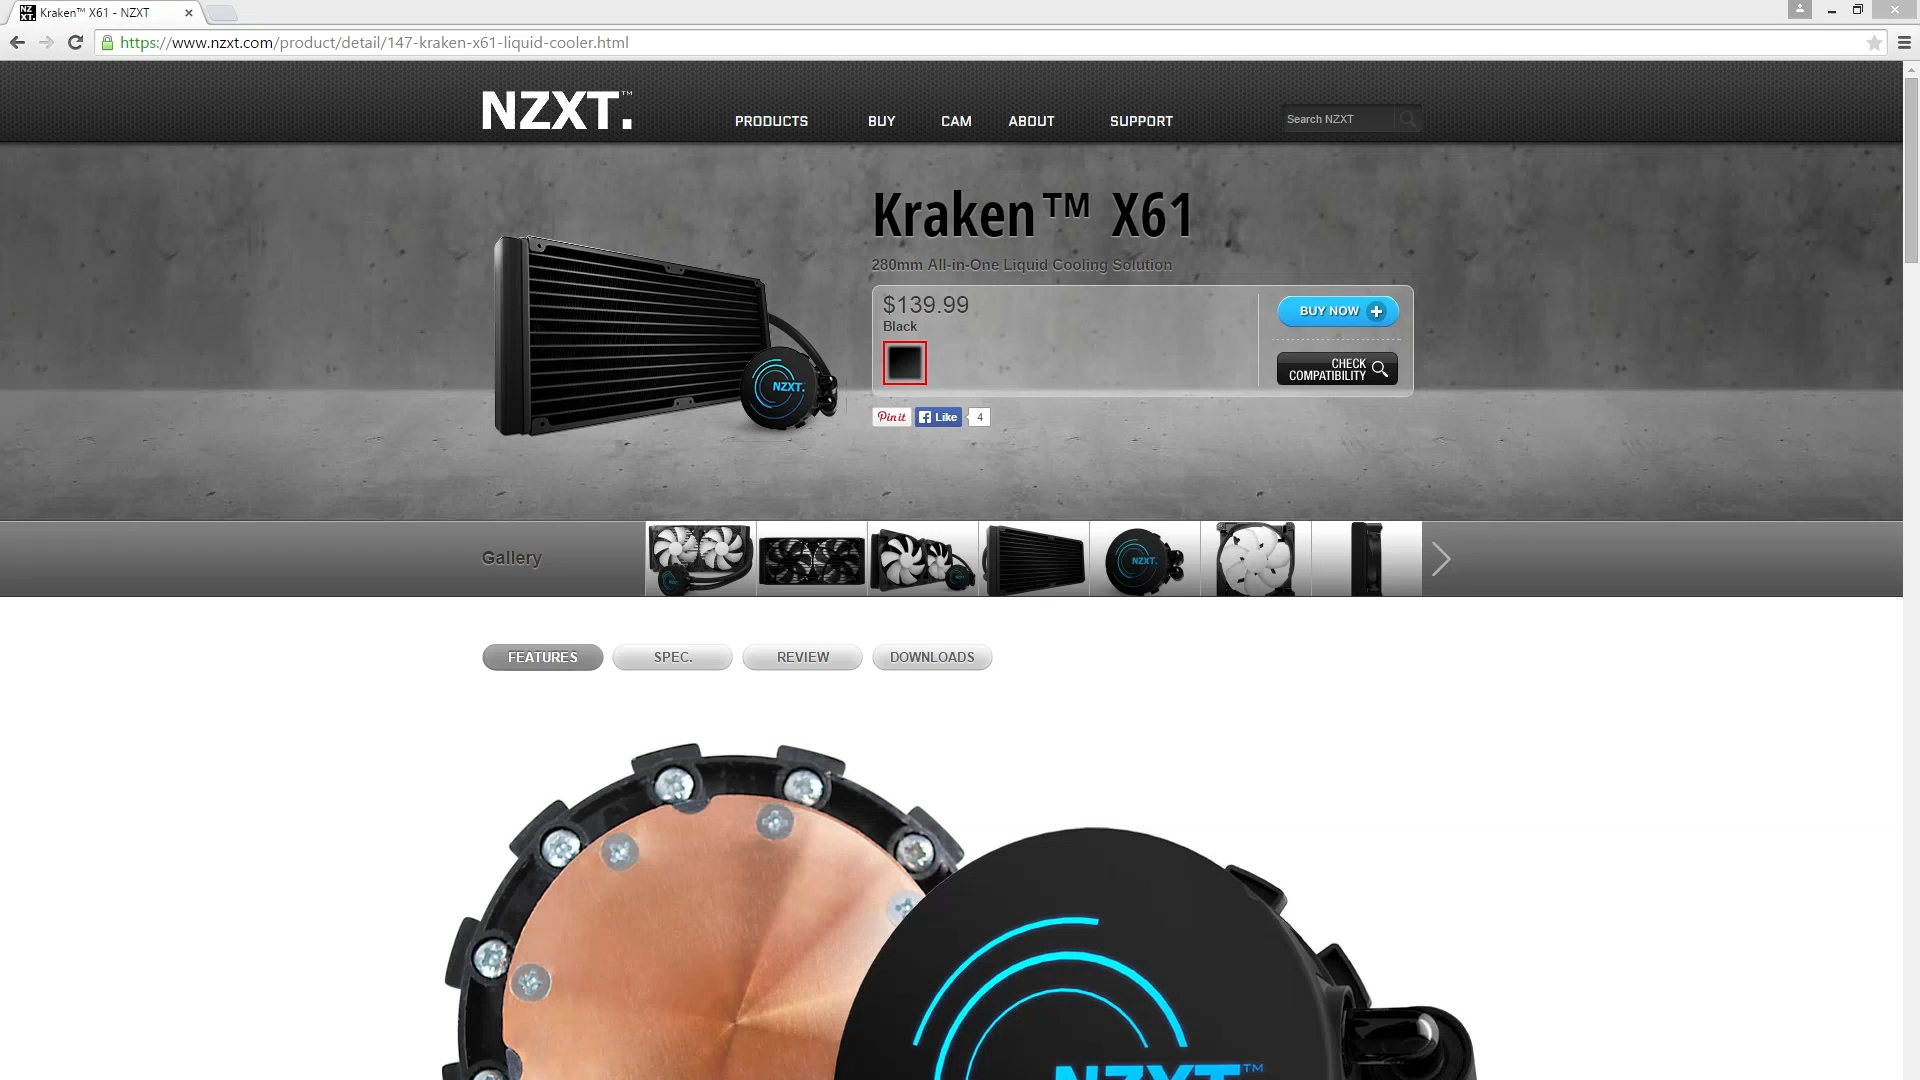 Kraken™ X61 - NZXT
https://www.nzxt.com/product/detail/147-kraken-x61-liquid-cooler.html
NZXT.™
PRODUCTS BUY CAM ABOUT SUPPORT
Search NZXT
Kraken™ X61
280mm All-in-One Liquid Cooling Solution
$139.99
Black
BUY NOW
CHECK
COMPATIBILITY
Pin it
Like
4
NZXT.
Gallery
NZXT.
FEATURES SPEC. REVIEW DOWNLOADS
NZXT™